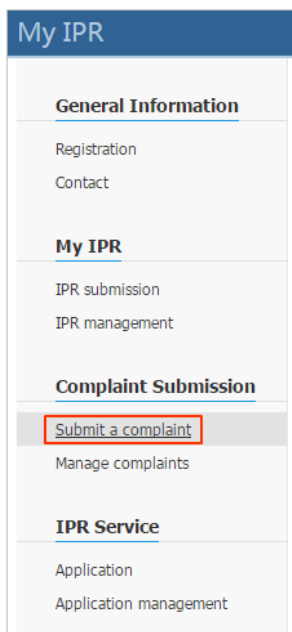 My IPR
General Information
Registration
Contact
My IPR
IPR submission
IPR management
Complaint Submission
Submit a complaint
Manage complaints
IPR Service
Application
Application management